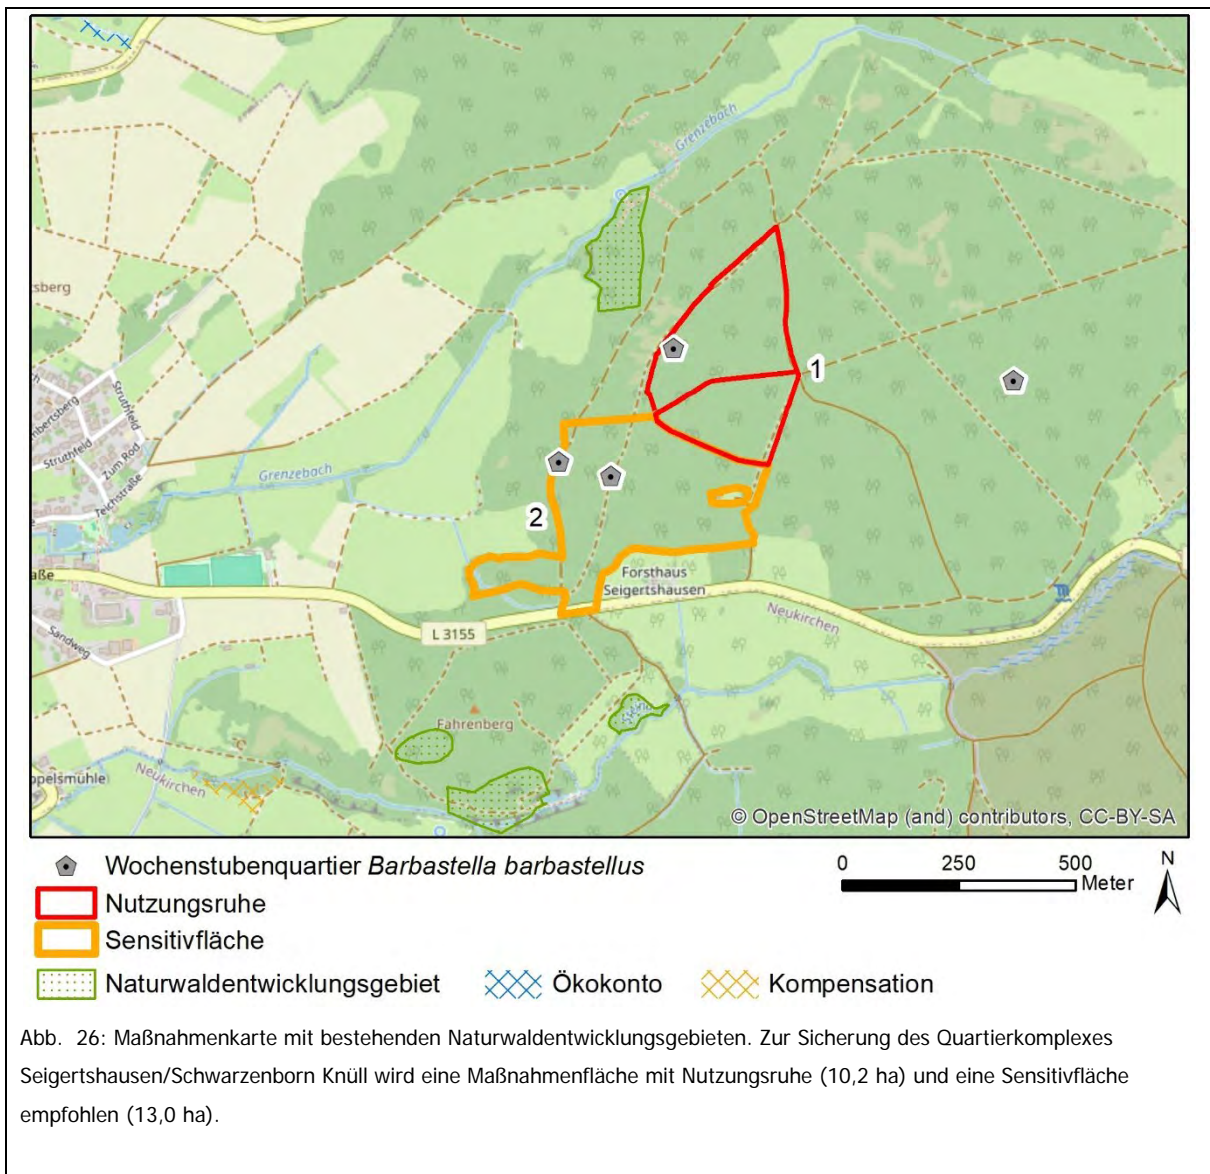 Grenzebach
sberg
1
Struthfeld
mbertsberg
Struthfeld
Zum Rod
Teichstraße
Grenzebach
2
aße
Forsthaus
Seigertshausen
Neukirchen
L 3155
Sandweg
Fahrenberg
ppelsmühle
Neukirchen
© OpenStreetMap (and) contributors, CC-BY-SA
Wochenstubenquartier Barbastella barbastellus
0 250 500
Meter
N
Nutzungsruhe
Sensitivfläche
Naturwaldentwicklungsgebiet Ökokonto Kompensation
Abb. 26: Maßnahmenkarte mit bestehenden Naturwaldentwicklungsgebieten. Zur Sicherung des Quartierkomplexes
Seigertshausen/Schwarzenborn Knüll wird eine Maßnahmenfläche mit Nutzungsruhe (10,2 ha) und eine Sensitivfläche
empfohlen (13,0 ha).